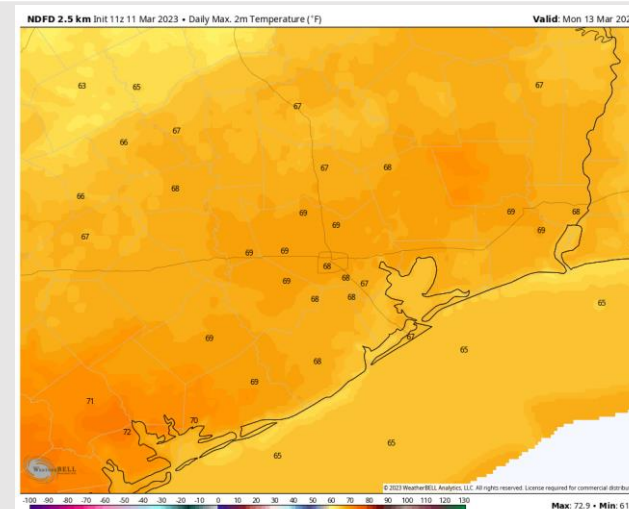 NDFD 2.5 km Init 11z 11 Mar 2023 • Daily Max. 2m Temperature (°F)
Valid: Mon 13 Mar 202
63 65 67 67
66 67
67 68
66 68
69 69 68
67 69 69
69 69
68
69 68 67
68 68
65
69 67
68 65
69
71
70
72
65
65
WeatherBELL
© 2023 WeatherBELL Analytics, LLC. All rights reserved. License required for commercial distribu
-100 -90 -80 -70 -60 -50 -40 -30 -20 -10 0 10 20 30 40 50 60 70 80 90 100 110 120 130
Max: 72.9 • Min: 61